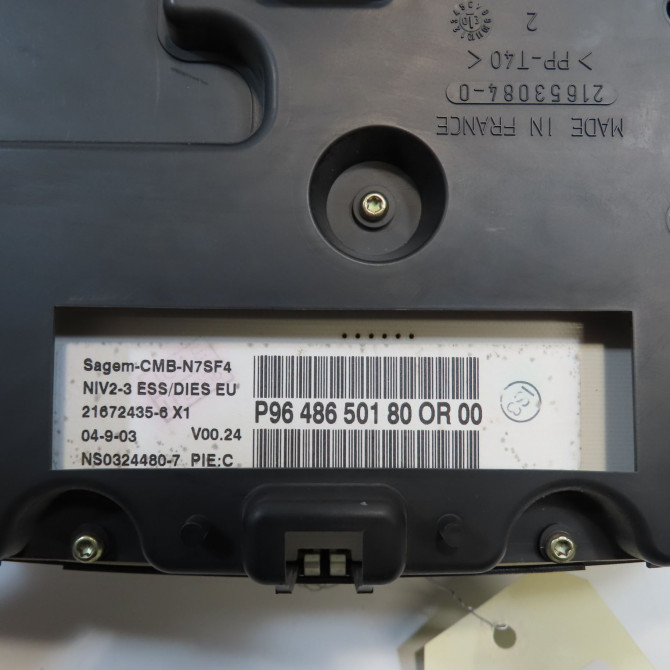 2
>PP-T40<
21653084-0
MADE IN FRANCE
Sagem-CMB-N7SF4
NIV2-3 ESS/DIES EU
21672435-6 X1
04-9-03 V00.24
NS0324480-7 PIE:C
P96 486 501 80 OR 00